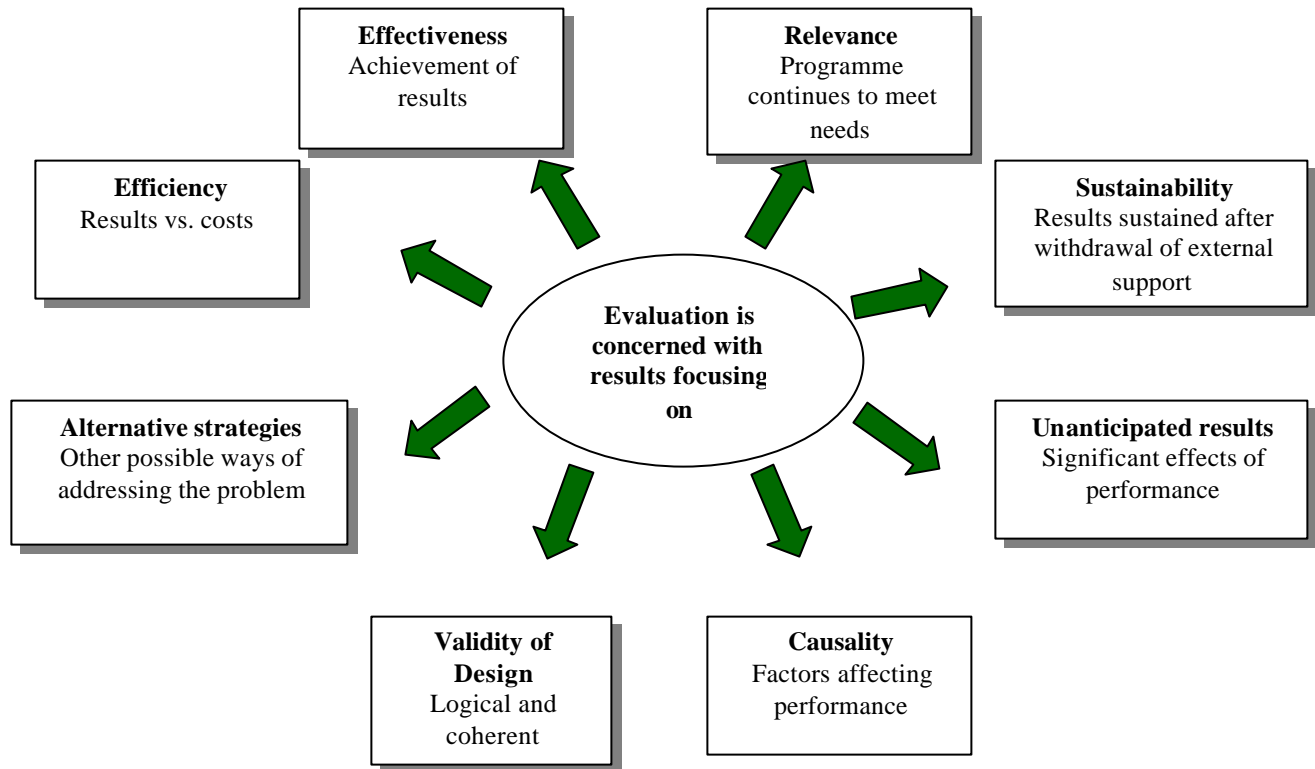 Effectiveness
Achievement of
results
Relevance
Programme
continues to meet
needs
Efficiency
Results vs. costs
Sustainability
Results sustained after
withdrawal of external
support
Evaluation is
concerned with
results focusing
on
Alternative strategies
Other possible ways of
addressing the problem
Unanticipated results
Significant effects of
performance
Validity of
Design
Logical and
coherent
Causality
Factors affecting
performance